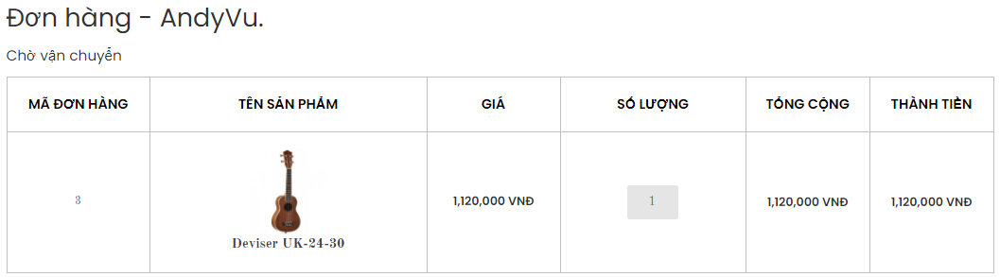 Đơn hàng - AndyVu.
Chờ vận chuyển
MÃ ĐƠN HÀNG TÊN SẢN PHẨM GIÁ SỐ LƯỢNG TỔNG CỘNG THÀNH TIỀN
3 1,120,000 VNĐ 1 1,120,000 VNĐ 1,120,000 VNĐ
Deviser UK-24-30